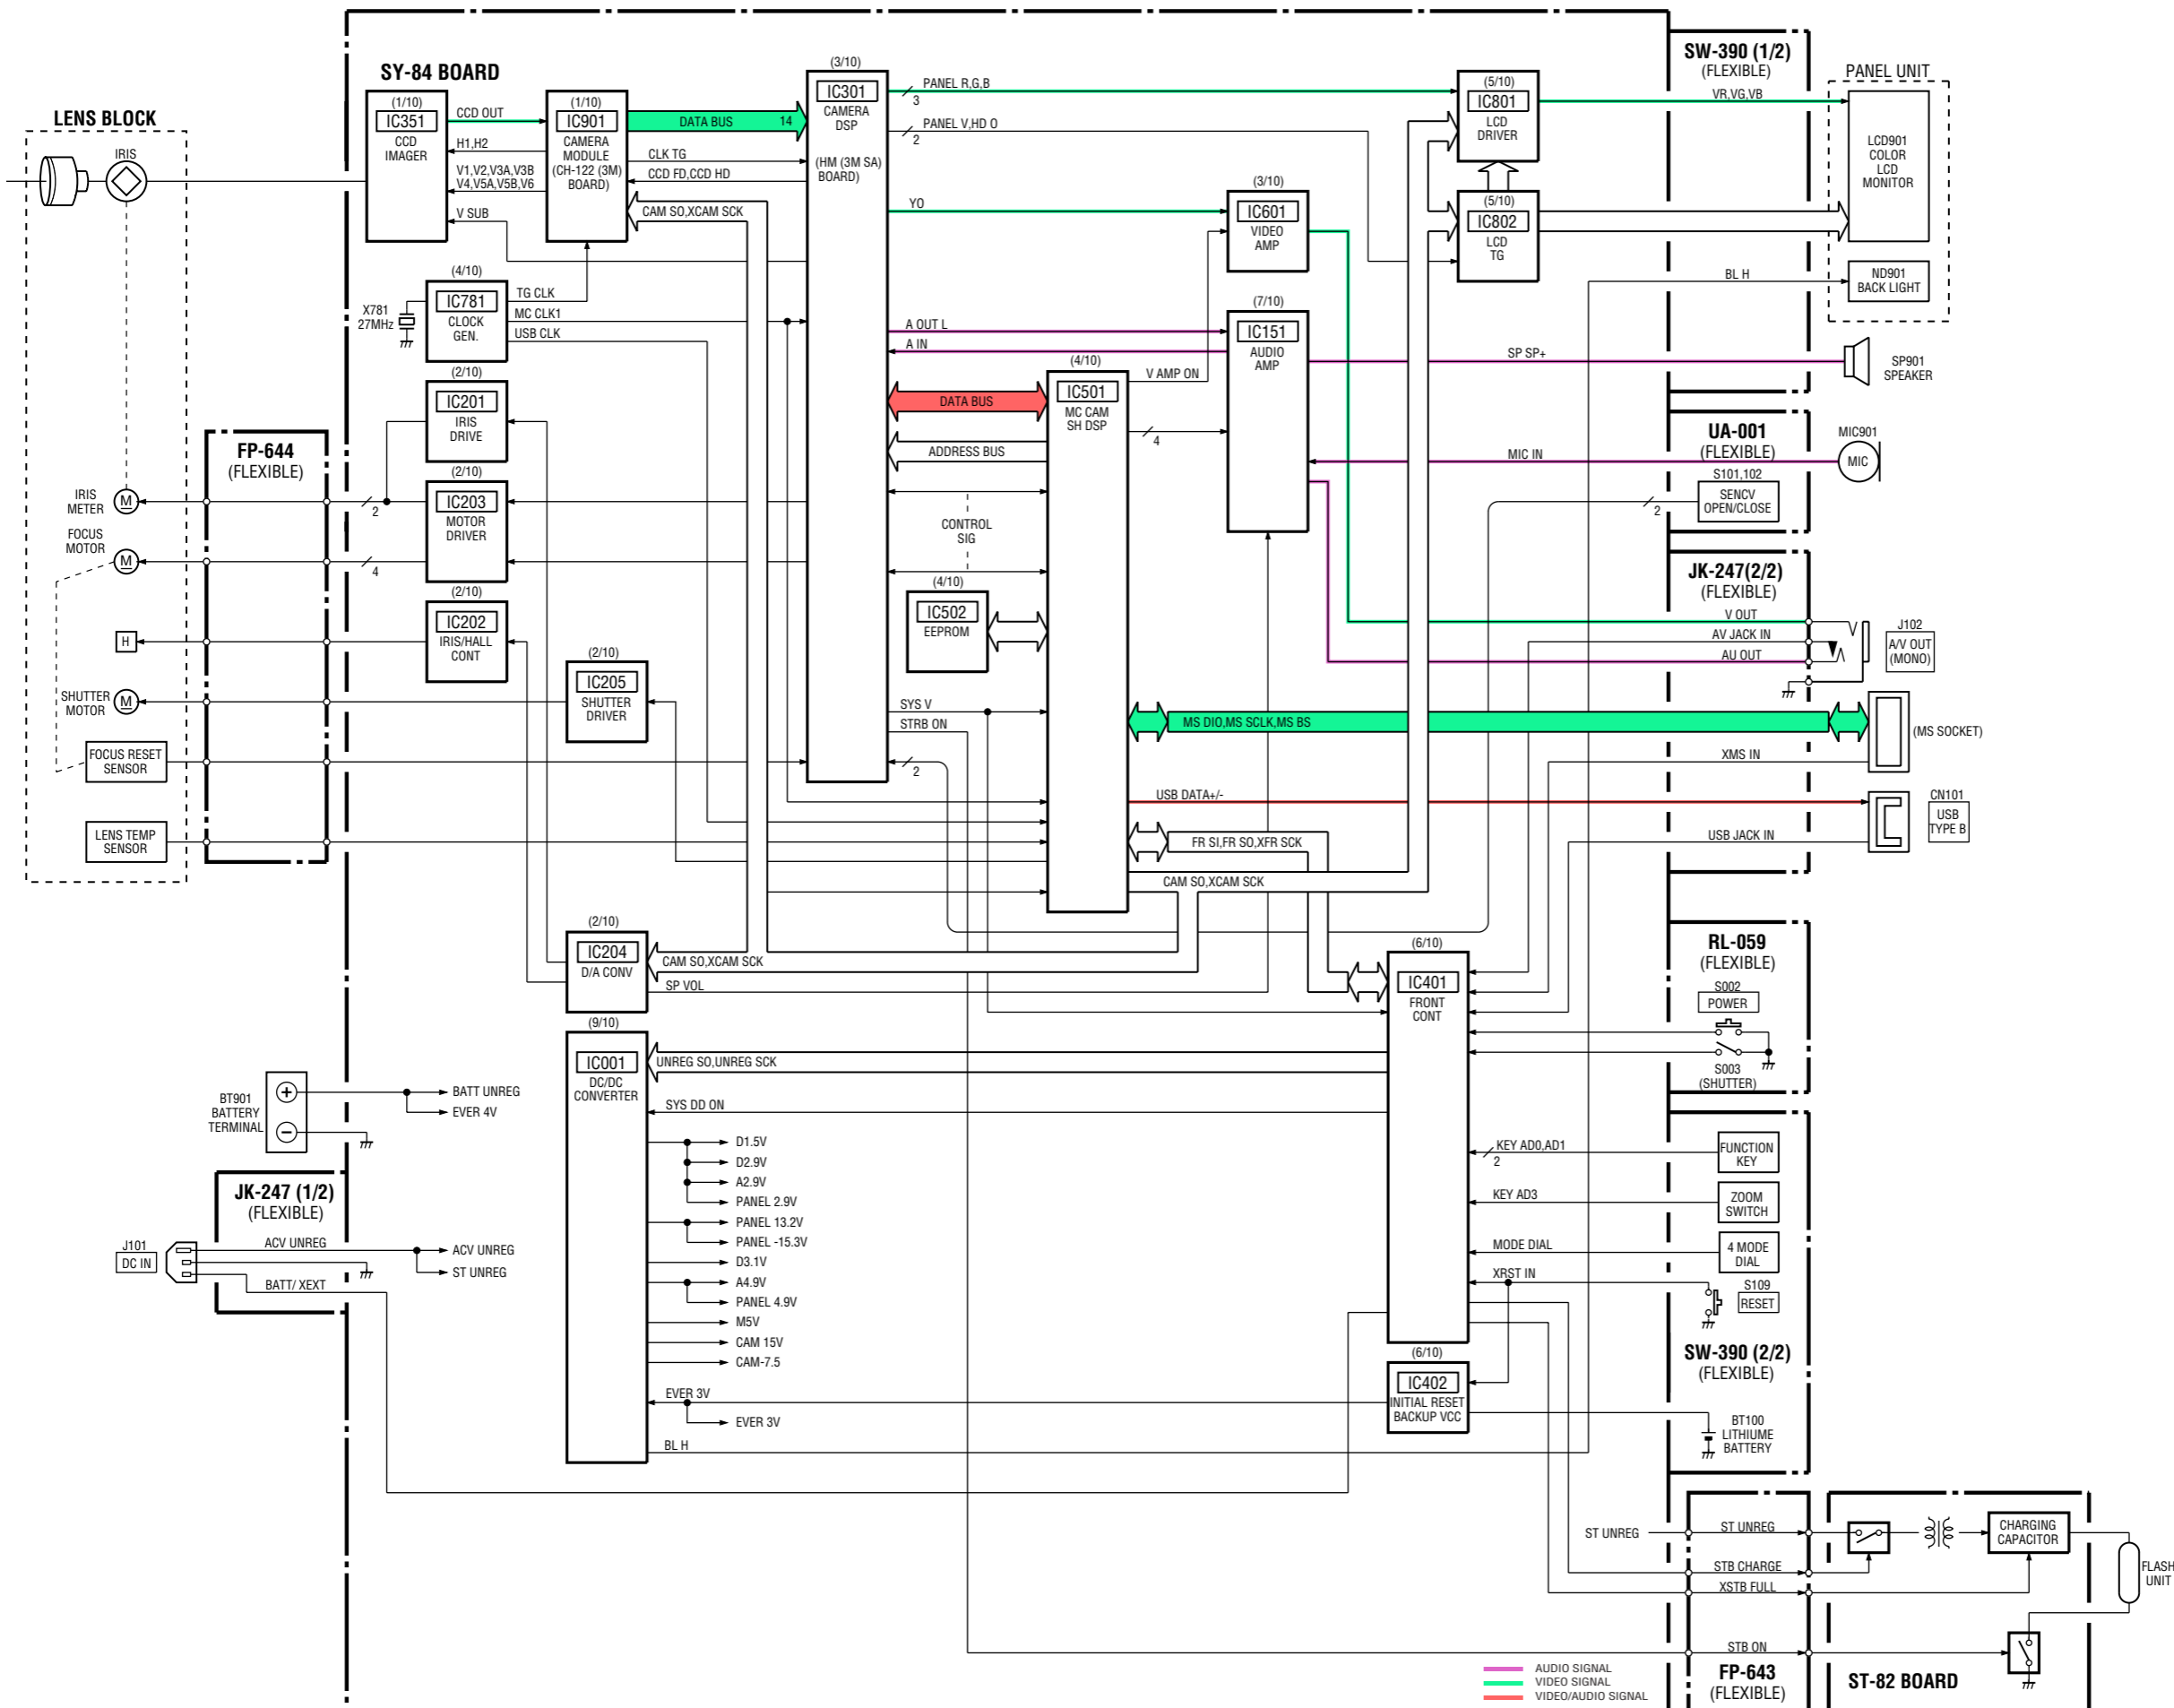 SY-84 BOARD
LENS BLOCK
IRIS
(1/10)
IC351
CCD
IMAGER
CCD OUT
H1,H2
V1,V2,V3A,V3B
V4,V5A,V5B,V6
V SUB
(1/10)
IC901
CAMERA
MODULE
(CH-122 (3M)
BOARD)
DATA BUS 14
CLK TG
CCD FD,CCD HD
CAM SO,XCAM SCK
(3/10)
IC301
CAMERA
DSP
(HM (3M SA)
BOARD)
PANEL R,G,B
3
PANEL V,HD O
2
YO
(5/10)
IC801
LCD
DRIVER
(5/10)
IC802
LCD
TG
SW-390 (1/2)
(FLEXIBLE)
VR,VG,VB
PANEL UNIT
LCD901
COLOR
LCD
MONITOR
BL H
ND901
BACK LIGHT
(3/10)
IC601
VIDEO
AMP
(4/10)
IC781
CLOCK
GEN.
X781
27MHz
TG CLK
MC CLK1
USB CLK
A OUT L
A IN
(7/10)
IC151
AUDIO
AMP
SP SP+
SP901
SPEAKER
(2/10)
IC201
IRIS
DRIVE
(4/10)
IC501
MC CAM
SH DSP
V AMP ON
4
DATA BUS
ADDRESS BUS
CONTROL
SIG
UA-001
(FLEXIBLE)
MIC IN
MIC901
MIC
S101,102
SENCV
OPEN/CLOSE
2
FP-644
(FLEXIBLE)
IRIS
METER
M
2
(2/10)
IC203
MOTOR
DRIVER
FOCUS
MOTOR
M
4
(2/10)
IC202
IRIS/HALL
CONT
H
(4/10)
IC502
EEPROM
JK-247(2/2)
(FLEXIBLE)
V OUT
AV JACK IN
AU OUT
J102
A/V OUT
(MONO)
(2/10)
IC205
SHUTTER
DRIVER
SHUTTER
MOTOR
M
SYS V
STRB ON
2
MS DIO,MS SCLK,MS BS
(MS SOCKET)
XMS IN
FOCUS RESET
SENSOR
USB DATA+/-
CN101
USB
TYPE B
USB JACK IN
LENS TEMP
SENSOR
FR SI,FR SO,XFR SCK
CAM SO,XCAM SCK
(2/10)
IC204
D/A CONV
CAM SO,XCAM SCK
SP VOL
(6/10)
IC401
FRONT
CONT
RL-059
(FLEXIBLE)
S002
POWER
S003
(SHUTTER)
(9/10)
IC001
DC/DC
CONVERTER
UNREG SO,UNREG SCK
SYS DD ON
BT901
BATTERY
TERMINAL
BATT UNREG
EVER 4V
D1.5V
D2.9V
A2.9V
PANEL 2.9V
PANEL 13.2V
PANEL -15.3V
D3.1V
A4.9V
PANEL 4.9V
M5V
CAM 15V
CAM-7.5
KEY AD0,AD1
2
FUNCTION
KEY
KEY AD3
ZOOM
SWITCH
MODE DIAL
4 MODE
DIAL
XRST IN
S109
RESET
JK-247 (1/2)
(FLEXIBLE)
J101
DC IN
ACV UNREG
ACV UNREG
ST UNREG
BATT/ XEXT
SW-390 (2/2)
(FLEXIBLE)
(6/10)
IC402
INITIAL RESET
BACKUP VCC
EVER 3V
EVER 3V
BL H
BT100
LITHIUME
BATTERY
ST UNREG
ST UNREG
STB CHARGE
XSTB FULL
CHARGING
CAPACITOR
FLASH
UNIT
STB ON
FP-643
(FLEXIBLE)
ST-82 BOARD
AUDIO SIGNAL
VIDEO SIGNAL
VIDEO/AUDIO SIGNAL